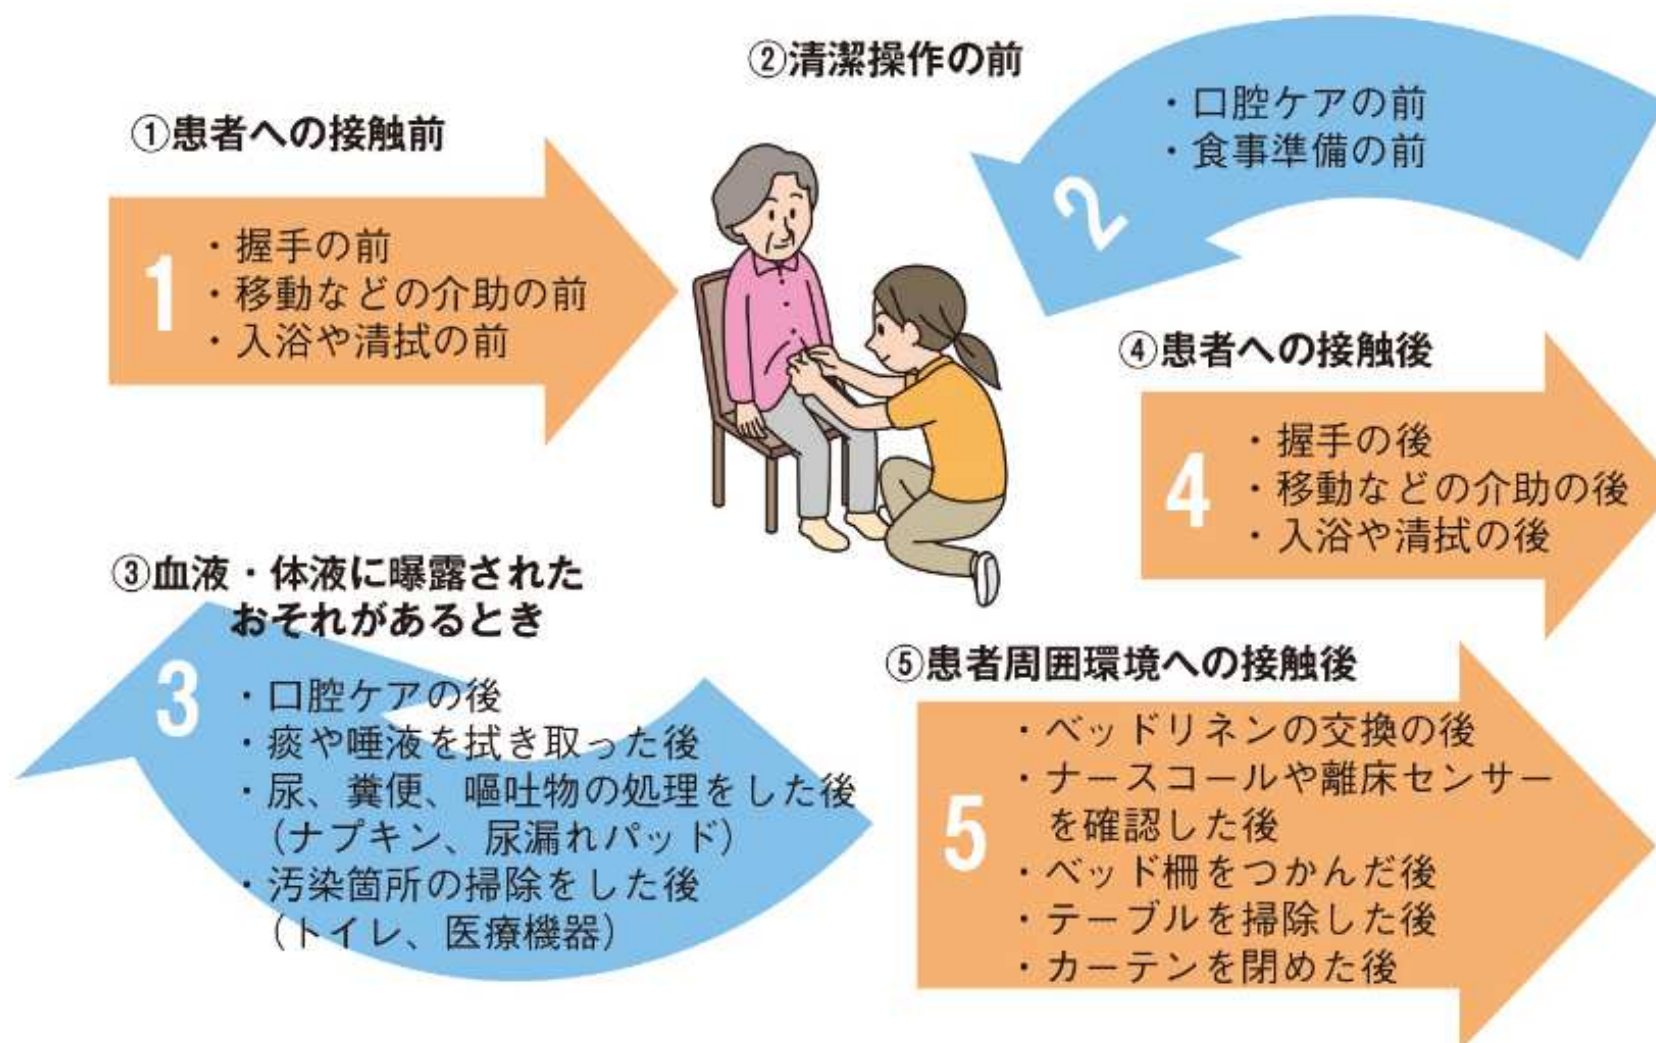 ①患者への接触前
1
・握手の前
・移動などの介助の前
・入浴や清拭の前
②清潔操作の前
2
・口腔ケアの前
・食事準備の前
③血液・体液に曝露された
おそれがあるとき
3
・口腔ケアの後
・痰や唾液を拭き取った後
・尿、糞便、嘔吐物の処理をした後
（ナプキン、尿漏れパッド）
・汚染箇所の掃除をした後
（トイレ、医療機器）
④患者への接触後
4
・握手の後
・移動などの介助の後
・入浴や清拭の後
⑤患者周囲環境への接触後
5
・ベッドリネンの交換の後
・ナースコールや離床センサー
を確認した後
・ベッド柵をつかんだ後
・テーブルを掃除した後
・カーテンを閉めた後